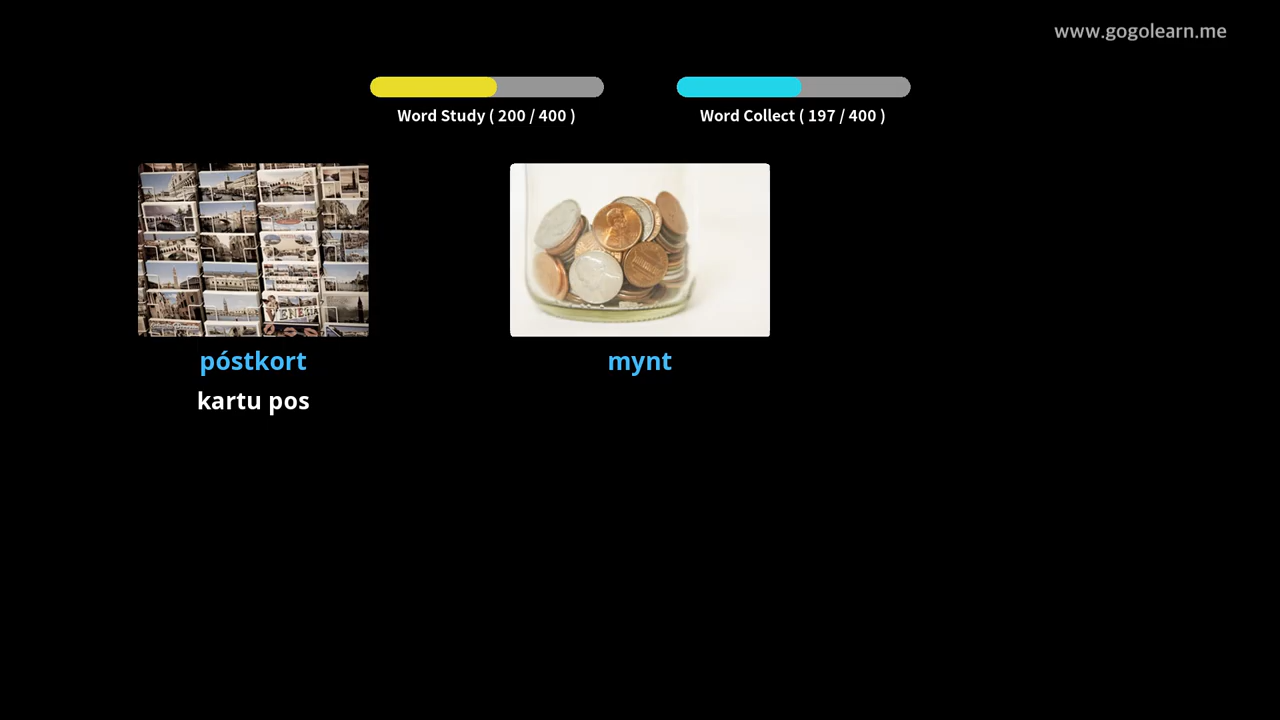 www.gogolearn.me
Word Study ( 200 / 400 )
Word Collect ( 197 / 400 )
póstkort
mynt
kartu pos